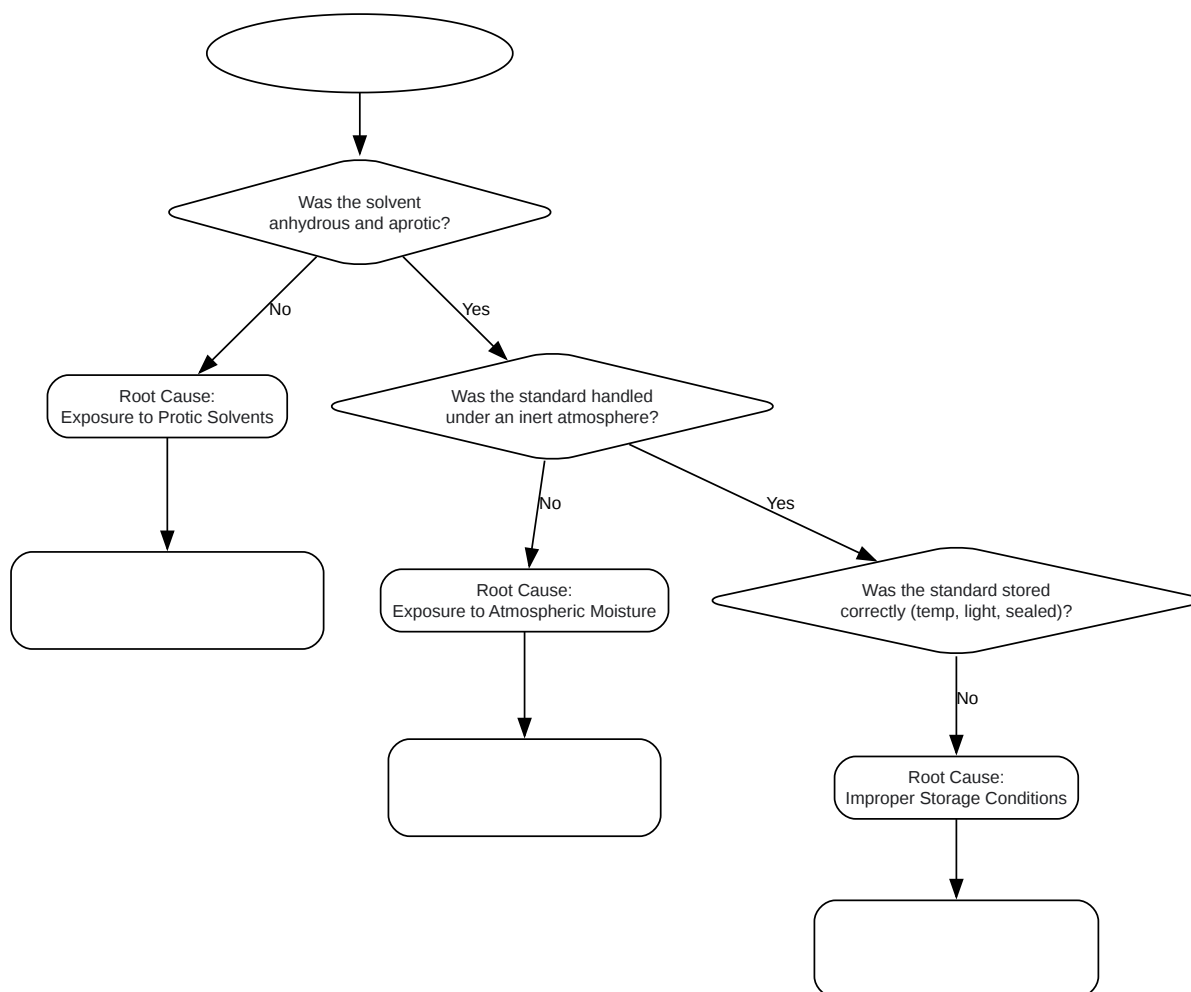 Was the solvent
anhydrous and aprotic?
No
Yes
Root Cause:
Exposure to Protic Solvents
Was the standard handled
under an inert atmosphere?
No
Yes
Root Cause:
Exposure to Atmospheric Moisture
Was the standard stored
correctly (temp, light, sealed)?
No
Root Cause:
Improper Storage Conditions